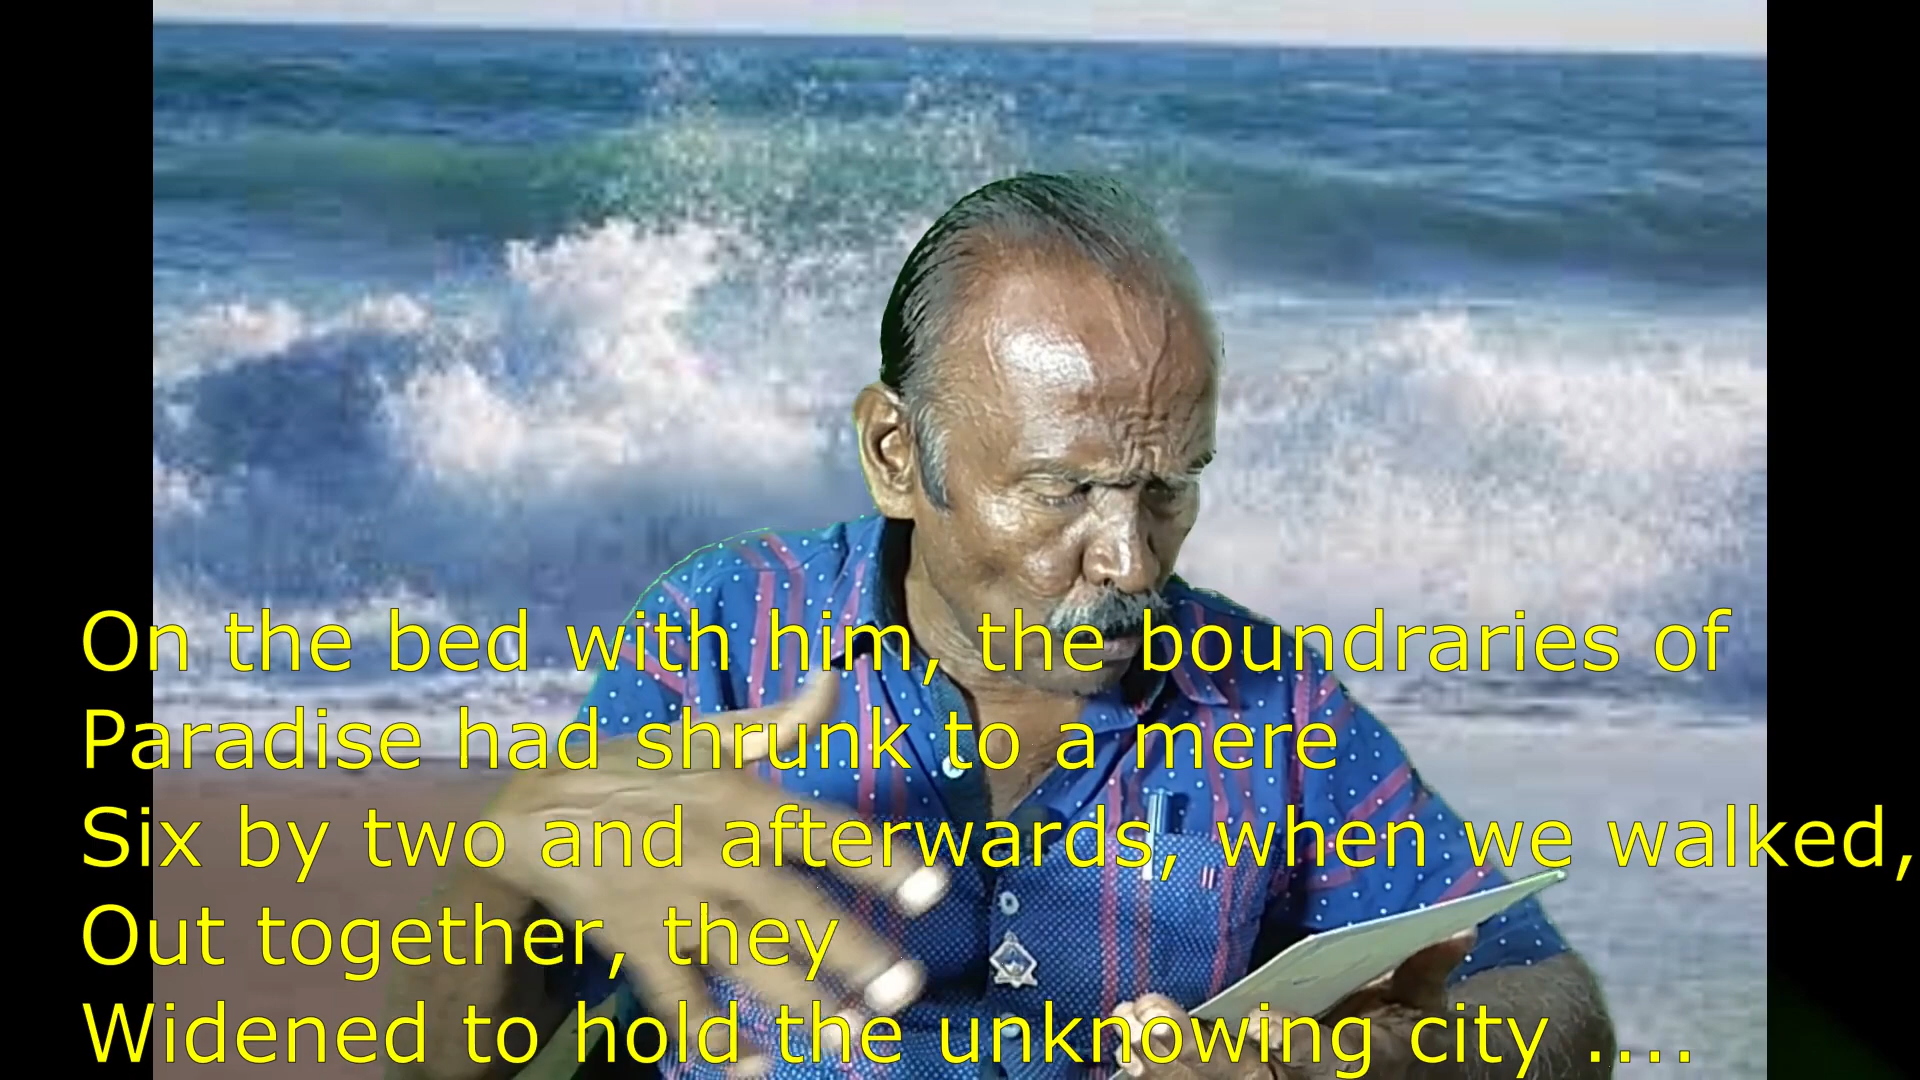 On the bed with him, the boundraries of
Paradise had shrunk to a mere
Six by two and afterwards, when we walked,
Out together, they
Widened to hold the unknowing city ....